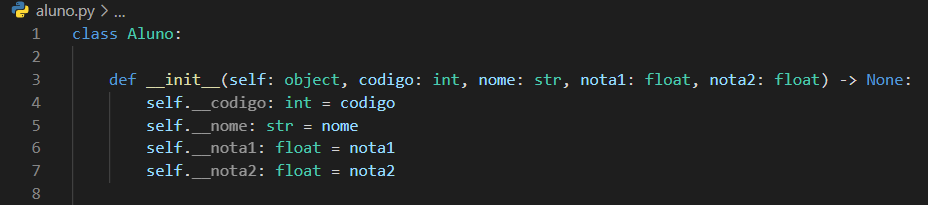 aluno.py > ...
1 class Aluno:
2
3 def __init__(self: object, codigo: int, nome: str, nota1: float, nota2: float) -> None:
4 self.__codigo: int = codigo
5 self.__nome: str = nome
6 self.__nota1: float = nota1
7 self.__nota2: float = nota2
8